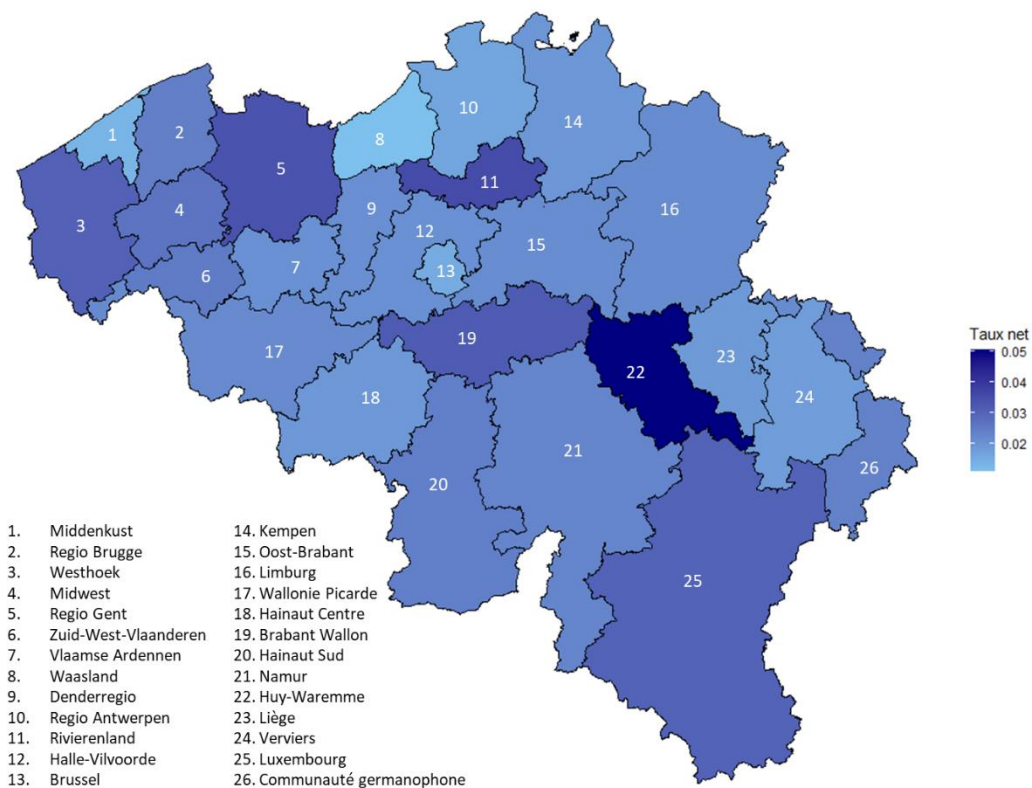 10
14
1
2
8
5
11
16
4
9
3
12
15
13
6
7
19
17
22
23
18
24
21
26
20
25
Taux net
0.05
0.04
0.03
0.02
1. Middenkust
2. Regio Brugge
3. Westhoek
4. Midwest
5. Regio Gent
6. Zuid-West-Vlaanderen
7. Vlaamse Ardennen
8. Waasland
9. Denderregio
10. Regio Antwerpen
11. Rivierenland
12. Halle-Vilvoorde
13. Brussel
14. Kempen
15. Oost-Brabant
16. Limburg
17. Wallonie Picarde
18. Hainaut Centre
19. Brabant Wallon
20. Hainaut Sud
21. Namur
22. Huy-Waremme
23. Liège
24. Verviers
25. Luxembourg
26. Communauté germanophone